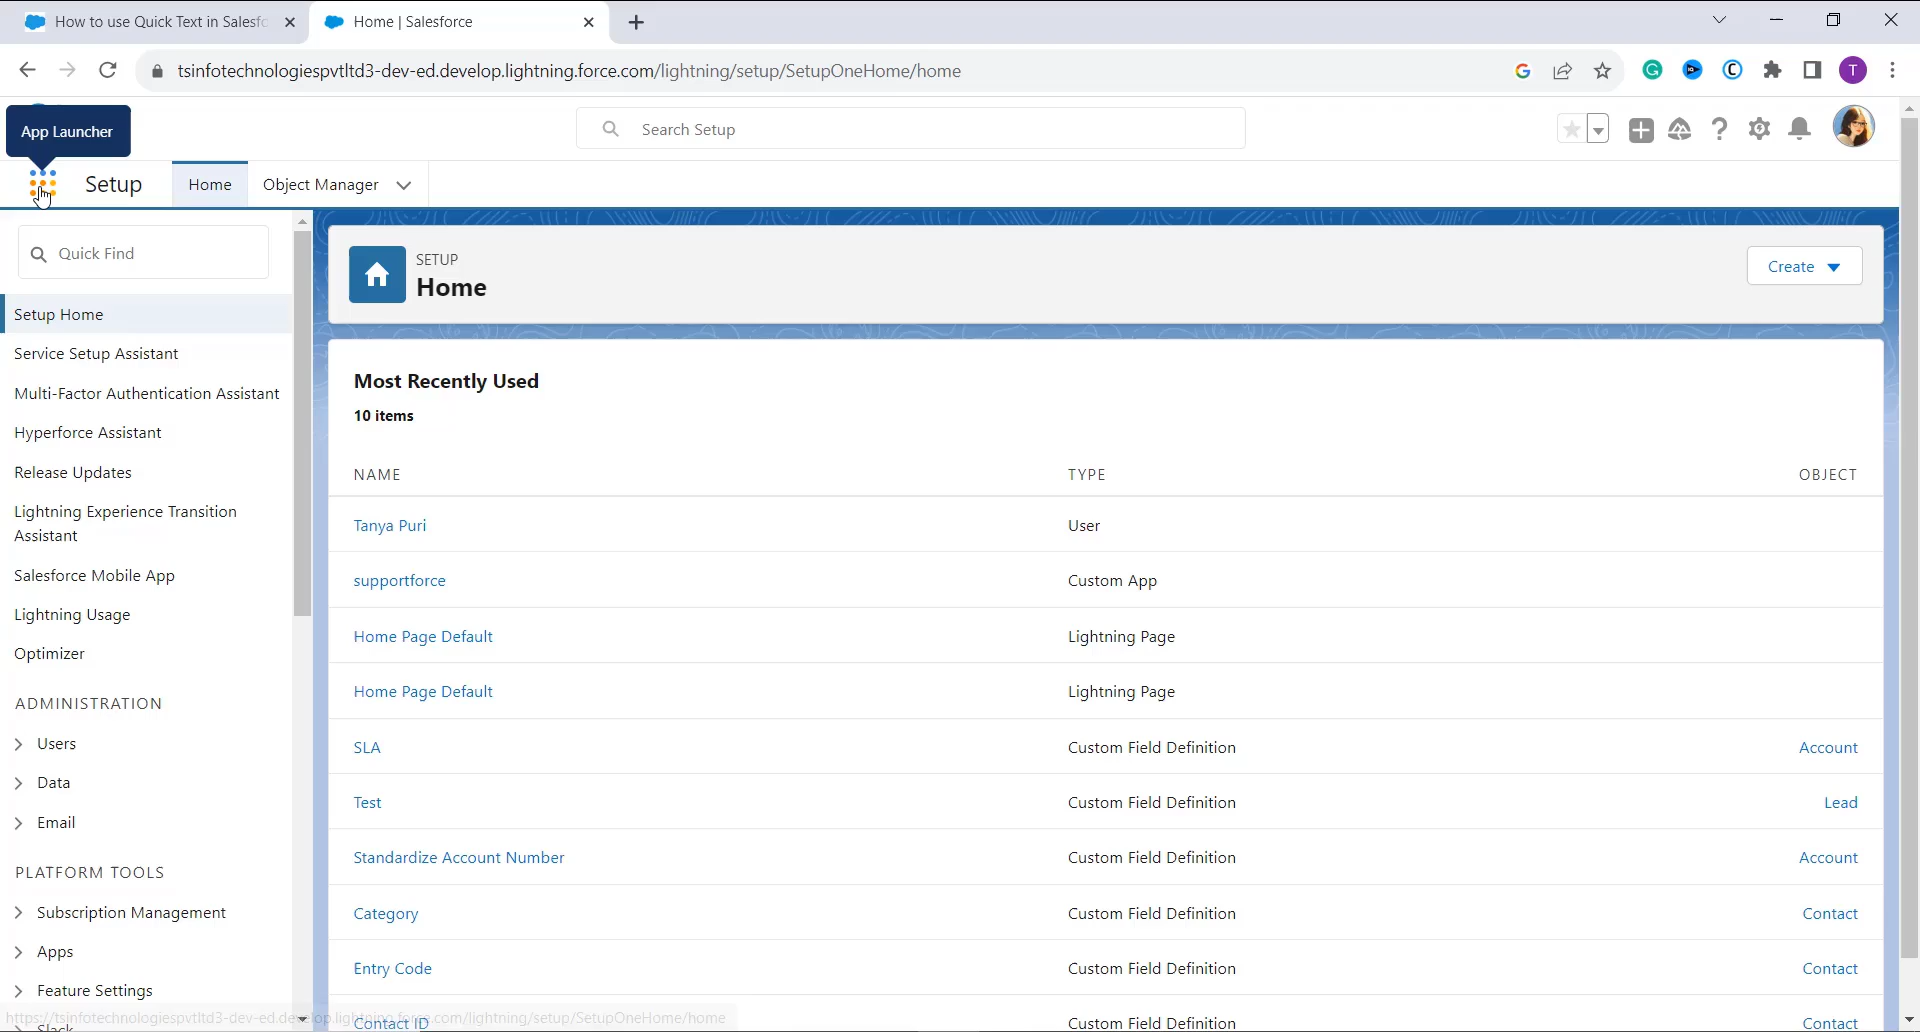 How to use Quick Text in Salesfo
Home | Salesforce
tsinfotechnologiespvtltd3-dev-ed.develop.lightning.force.com/lightning/setup/SetupOneHome/home
T
App Launcher
Search Setup
Setup
Home
Object Manager
Quick Find
Setup Home
Service Setup Assistant
Multi-Factor Authentication Assistant
Hyperforce Assistant
Release Updates
Lightning Experience Transition
Assistant
Salesforce Mobile App
Lightning Usage
Optimizer
ADMINISTRATION
Users
Data
Email
PLATFORM TOOLS
Subscription Management
Apps
Feature Settings
Slack
SETUP
Home
Create
Most Recently Used
10 items
NAME TYPE OBJECT
Tanya Puri User
supportforce Custom App
Home Page Default Lightning Page
Home Page Default Lightning Page
SLA Custom Field Definition Account
Test Custom Field Definition Lead
Standardize Account Number Custom Field Definition Account
Category Custom Field Definition Contact
Entry Code Custom Field Definition Contact
Contact ID Custom Field Definition Contact
https://tsinfotechnologiespvtltd3-dev-ed.develop.lightning.force.com/lightning/setup/SetupOneHome/home